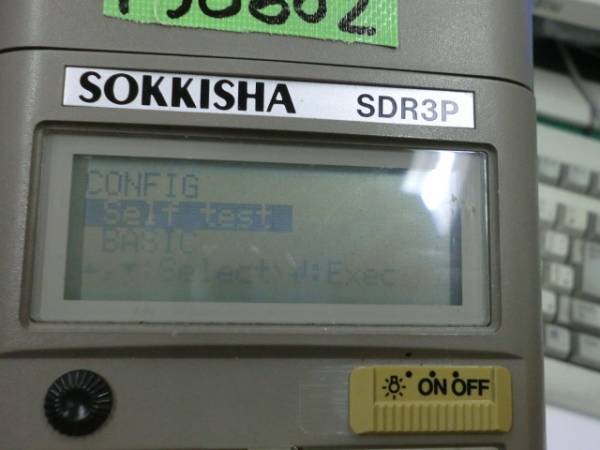 SOKKISHA SDR3P
CONFIG
Self test
BASIC
Select ↲:Exec
ON OFF